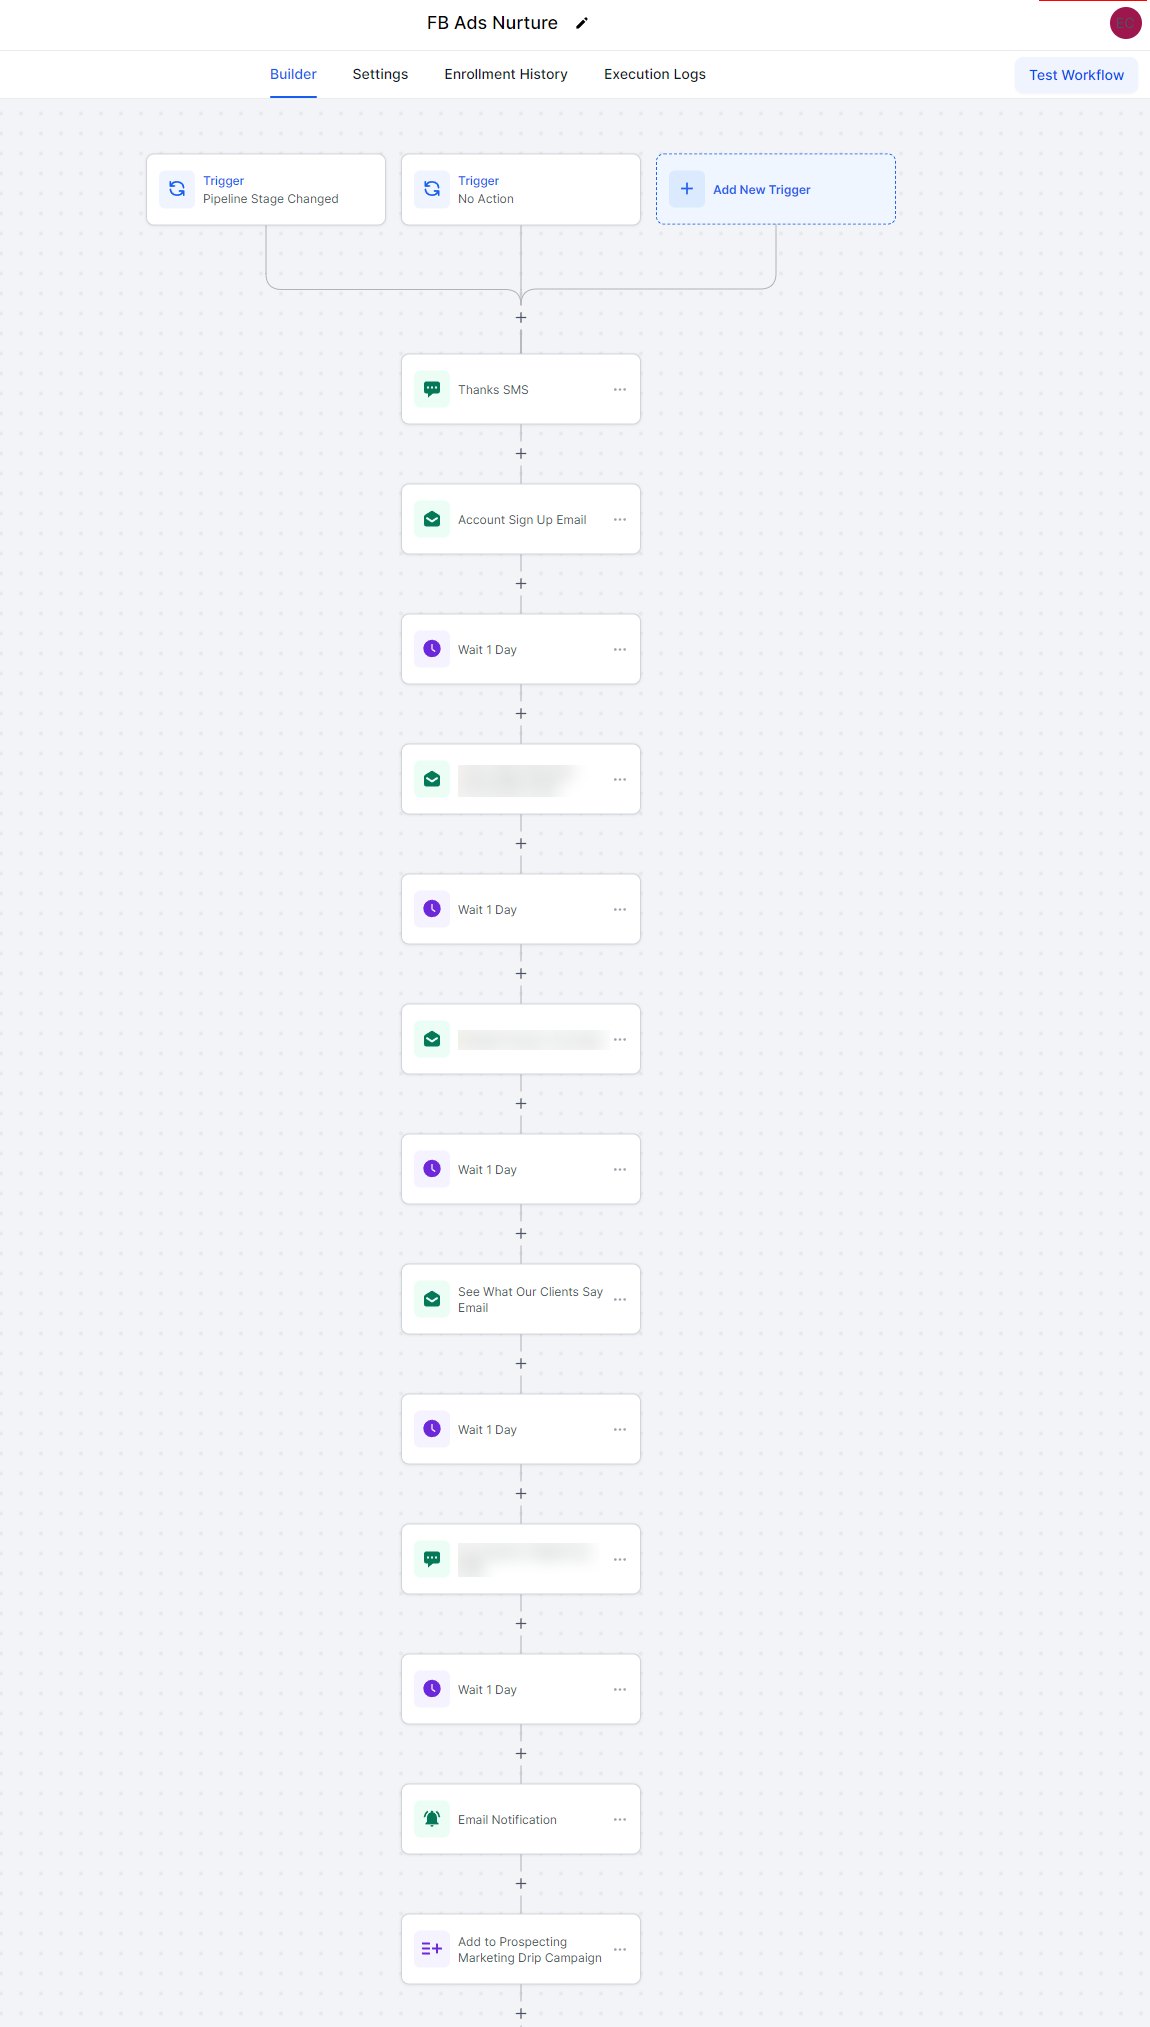 FB Ads Nurture
EC
Builder
Settings
Enrollment History
Execution Logs
Test Workflow
Trigger
Pipeline Stage Changed
Trigger
No Action
Add New Trigger
Thanks SMS
Account Sign Up Email
Wait 1 Day
Wait 1 Day
Wait 1 Day
See What Our Clients Say
Email
Wait 1 Day
Wait 1 Day
Email Notification
Add to Prospecting
Marketing Drip Campaign